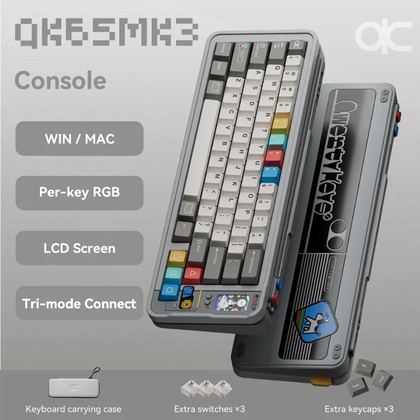 QK65MK3
Console
WIN / MAC
Per-key RGB
LCD Screen
Tri-mode Connect
Qwertykeys
Keyboard carrying case
Extra switches ×3
Extra keycaps ×3